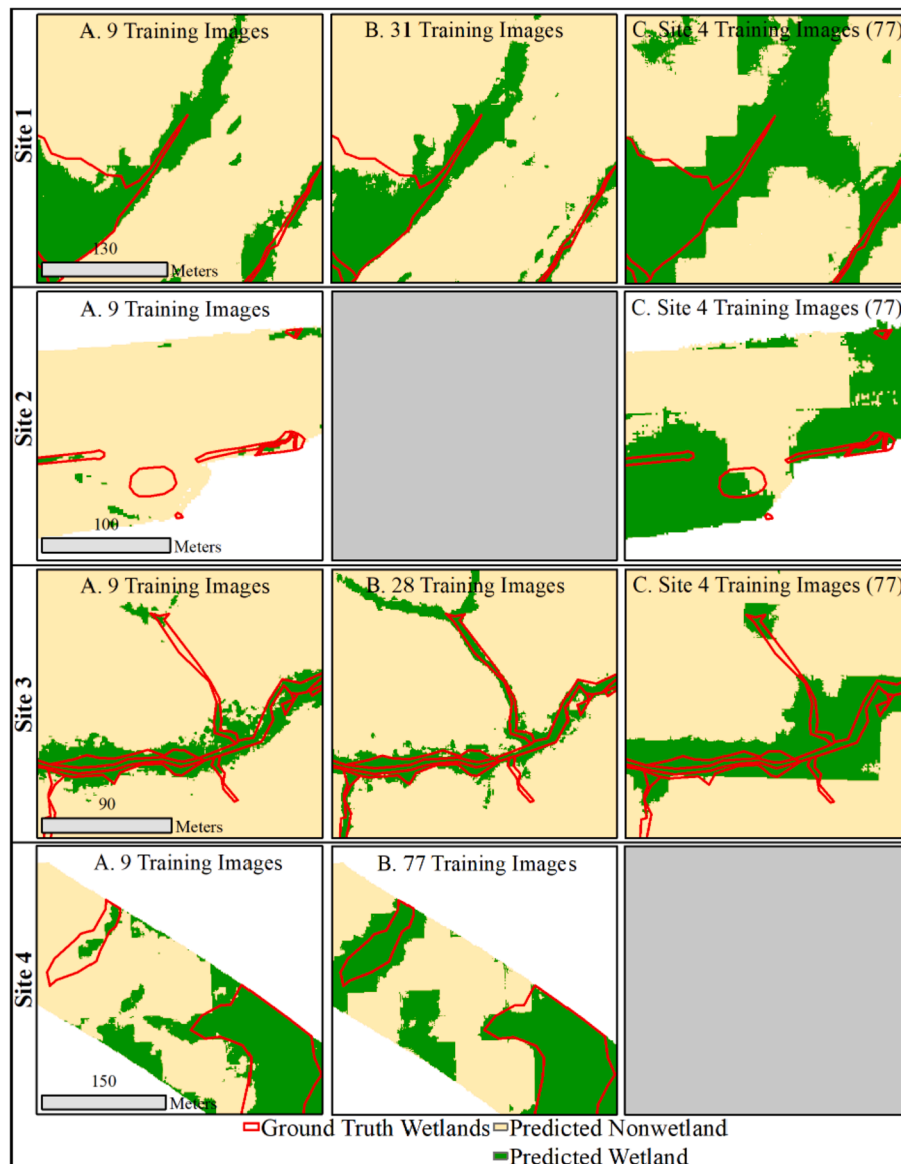 Site 1
A. 9 Training Images
B. 31 Training Images
C. Site 4 Training Images (77)
130
Meters
Site 2
A. 9 Training Images
C. Site 4 Training Images (77)
100
Meters
Site 3
A. 9 Training Images
B. 28 Training Images
C. Site 4 Training Images (77)
90
Meters
Site 4
A. 9 Training Images
B. 77 Training Images
150
Meters
Ground Truth Wetlands Predicted Nonwetland
Predicted Wetland